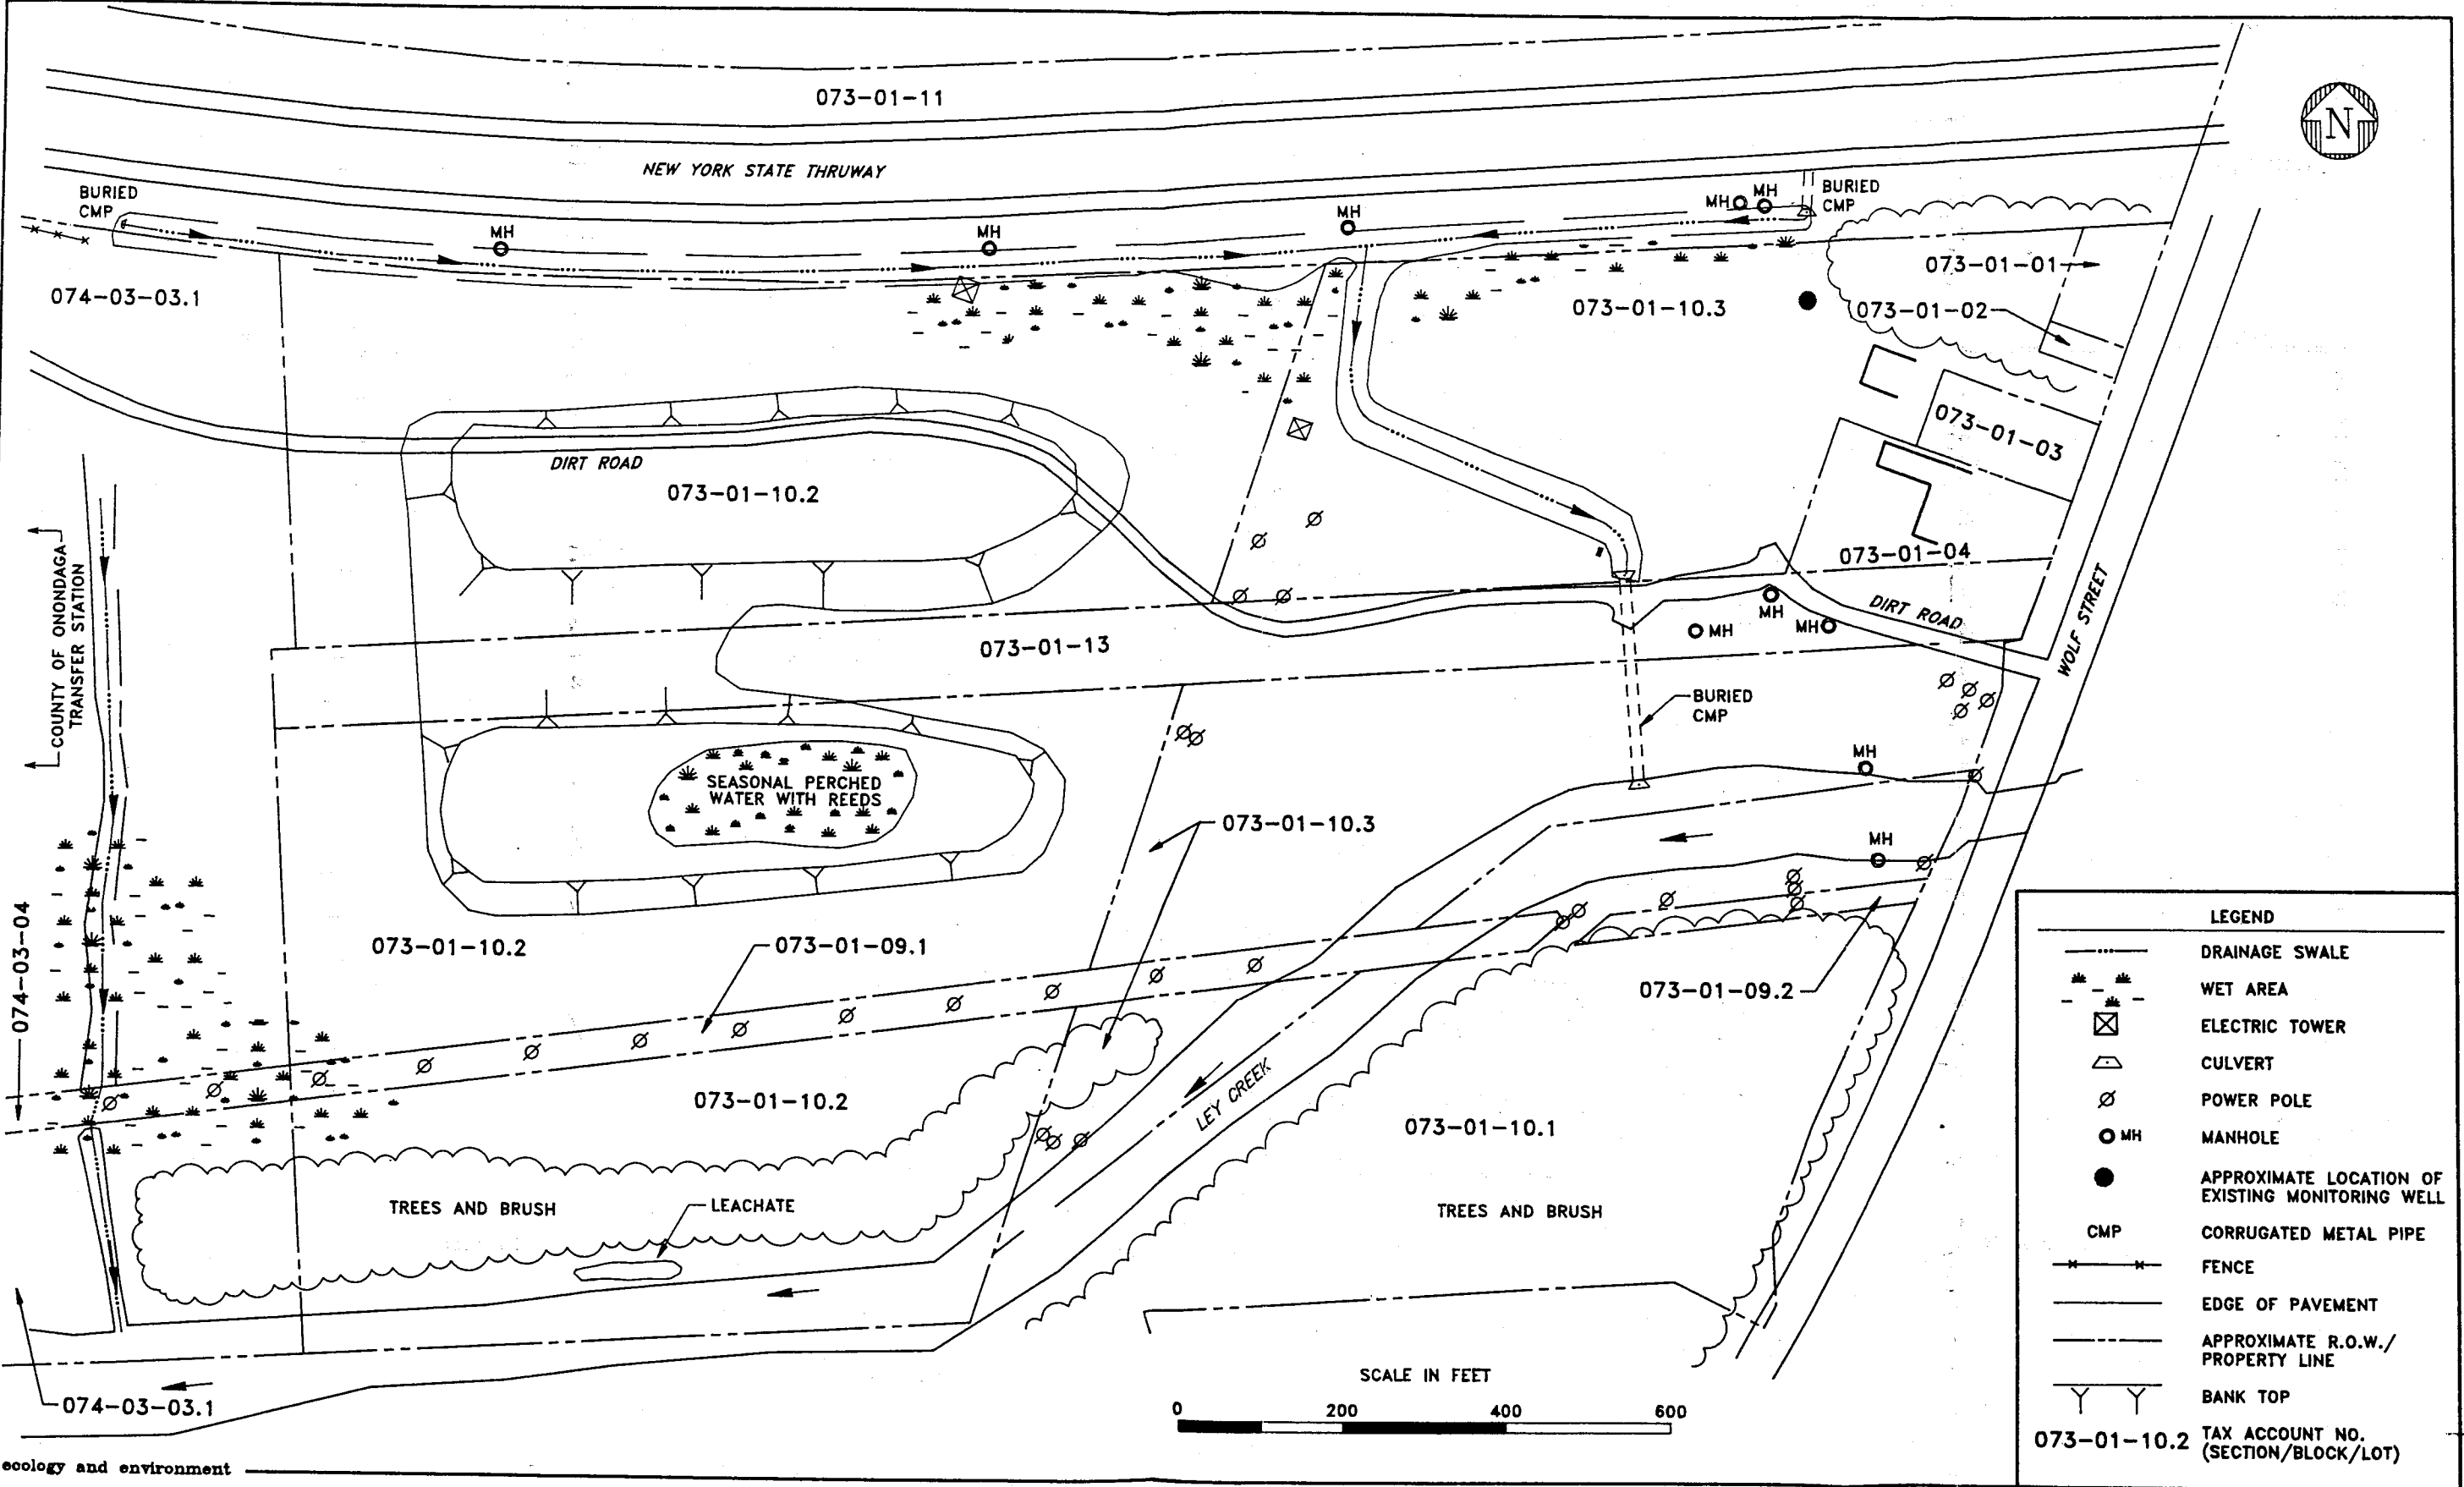 073-01-11
N
NEW YORK STATE THRUWAY
BURIED
CMP
MH
MH
MH
MH
MH
BURIED
CMP
074-03-03.1
073-01-10.3
073-01-01
073-01-02
073-01-03
DIRT ROAD
073-01-10.2
073-01-04
COUNTY OF ONONDAGA
TRANSFER STATION
073-01-13
MH
MH
MH
DIRT ROAD
WOLF STREET
BURIED
CMP
SEASONAL PERCHED
WATER WITH REEDS
073-01-10.3
MH
MH
074-03-04
073-01-10.2
073-01-09.1
073-01-09.2
073-01-10.2
LEY CREEK
073-01-10.1
TREES AND BRUSH
LEACHATE
TREES AND BRUSH
074-03-03.1
SCALE IN FEET
0 200 400 600
LEGEND
DRAINAGE SWALE
WET AREA
ELECTRIC TOWER
CULVERT
POWER POLE
MH MANHOLE
APPROXIMATE LOCATION OF
EXISTING MONITORING WELL
CMP CORRUGATED METAL PIPE
FENCE
EDGE OF PAVEMENT
APPROXIMATE R.O.W./
PROPERTY LINE
BANK TOP
073-01-10.2 TAX ACCOUNT NO.
(SECTION/BLOCK/LOT)
ecology and environment